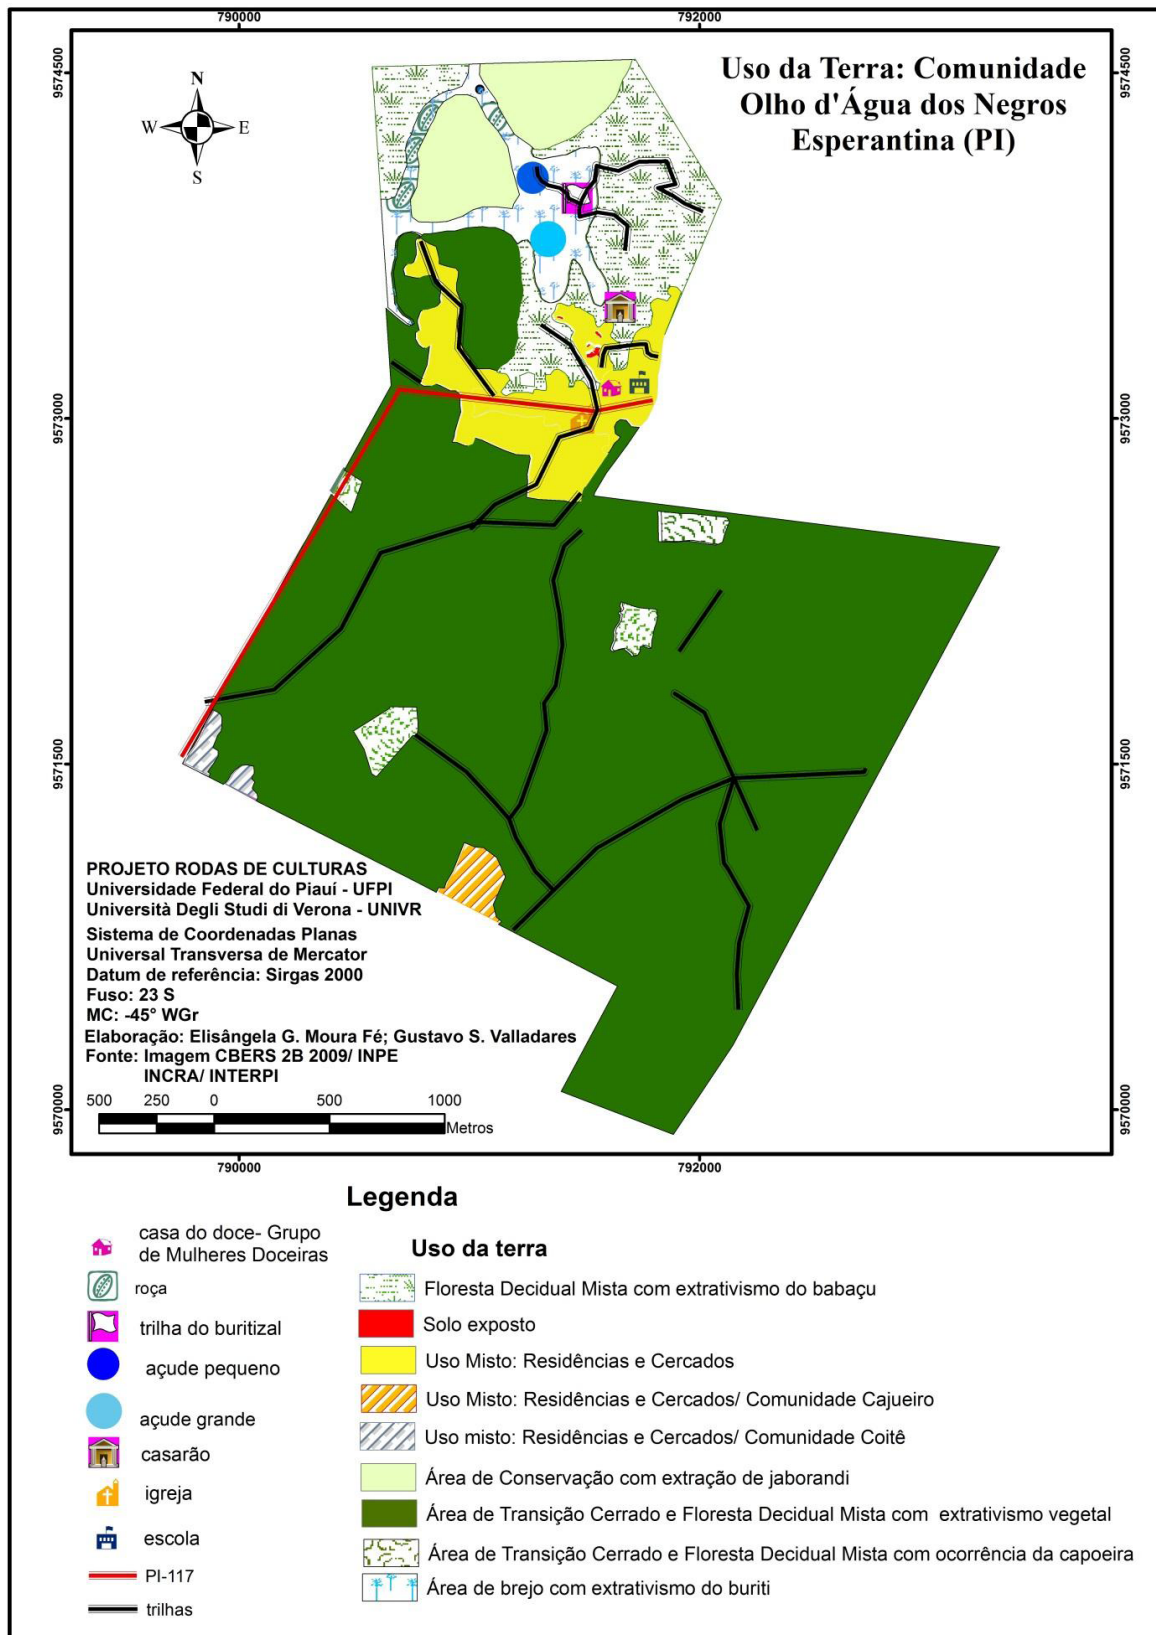 790000
792000
9574500
9574500
Uso da Terra: Comunidade
Olho d'Água dos Negros
Esperantina (PI)
N
W
E
S
9573000
9573000
9571500
9571500
PROJETO RODAS DE CULTURAS
Universidade Federal do Piauí - UFPI
Università Degli Studi di Verona - UNIVR
Sistema de Coordenadas Planas
Universal Transversa de Mercator
Datum de referência: Sirgas 2000
Fuso: 23 S
MC: -45° WGr
Elaboração: Elisângela G. Moura Fé; Gustavo S. Valladares
Fonte: Imagem CBERS 2B 2009/ INPE
INCRA/ INTERPI
500 250 0 500 1000
Metros
9570000
9570000
790000
792000
Legenda
casa do doce- Grupo
de Mulheres Doceiras
roça
trilha do buritizal
açude pequeno
açude grande
casarão
igreja
escola
PI-117
trilhas
Uso da terra
Floresta Decidual Mista com extrativismo do babaçu
Solo exposto
Uso Misto: Residências e Cercados
Uso Misto: Residências e Cercados/ Comunidade Cajueiro
Uso misto: Residências e Cercados/ Comunidade Coitê
Área de Conservação com extração de jaborandi
Área de Transição Cerrado e Floresta Decidual Mista com extrativismo vegetal
Área de Transição Cerrado e Floresta Decidual Mista com ocorrência da capoeira
Área de brejo com extrativismo do buriti